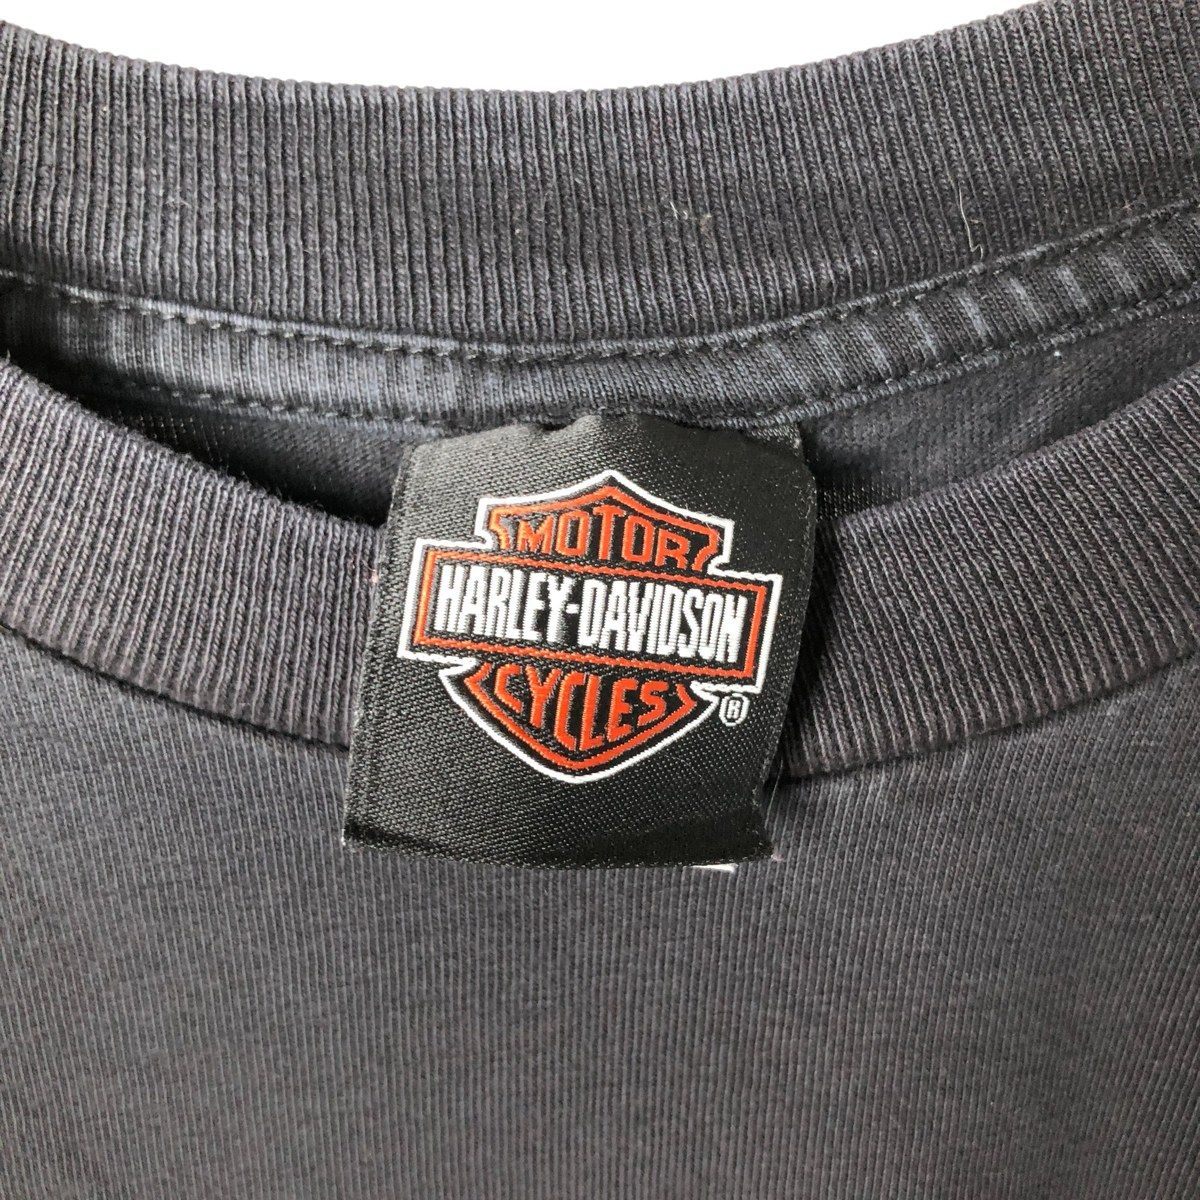 MOTOR
HARLEY-DAVIDSON
CYCLES
®